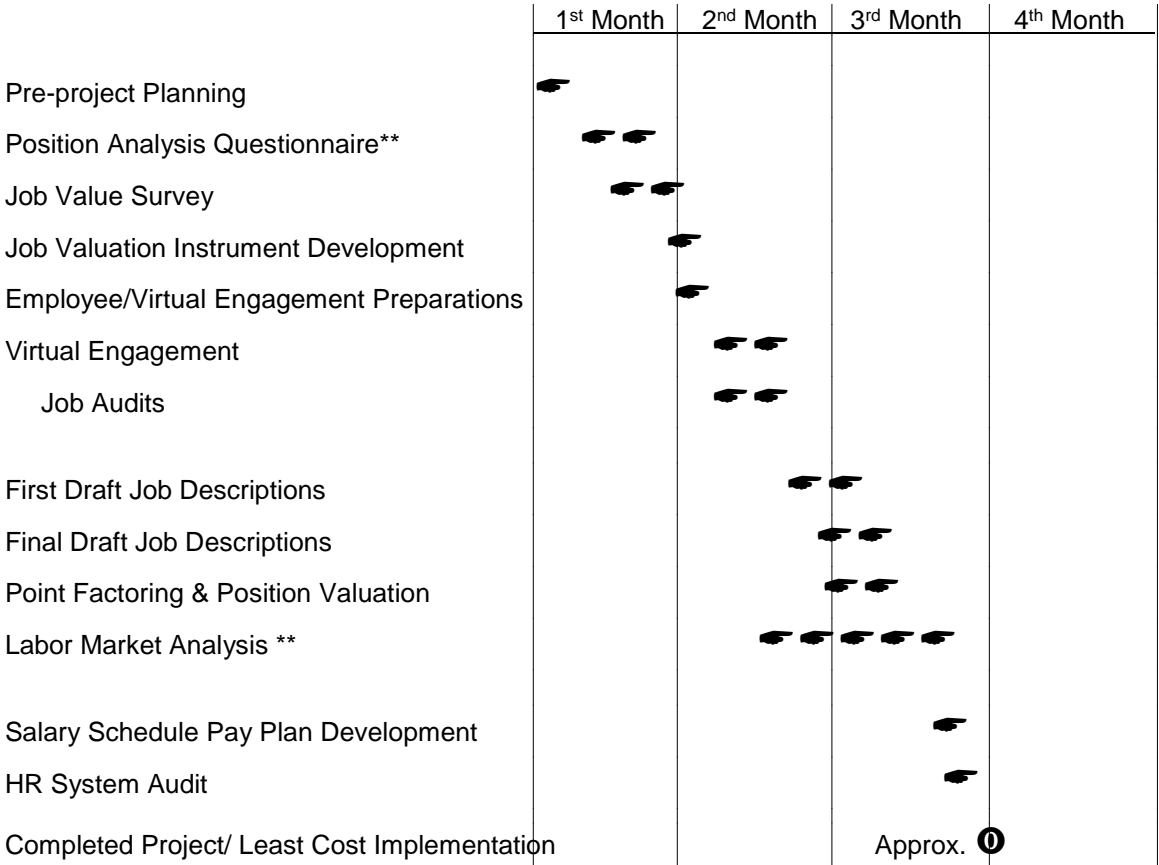 1st Month 2nd Month 3rd Month 4th Month
Pre-project Planning
Position Analysis Questionnaire**
Job Value Survey
Job Valuation Instrument Development
Employee/Virtual Engagement Preparations
Virtual Engagement
Job Audits
First Draft Job Descriptions
Final Draft Job Descriptions
Point Factoring & Position Valuation
Labor Market Analysis **
Salary Schedule Pay Plan Development
HR System Audit
Completed Project/ Least Cost Implementation Approx. ⓿